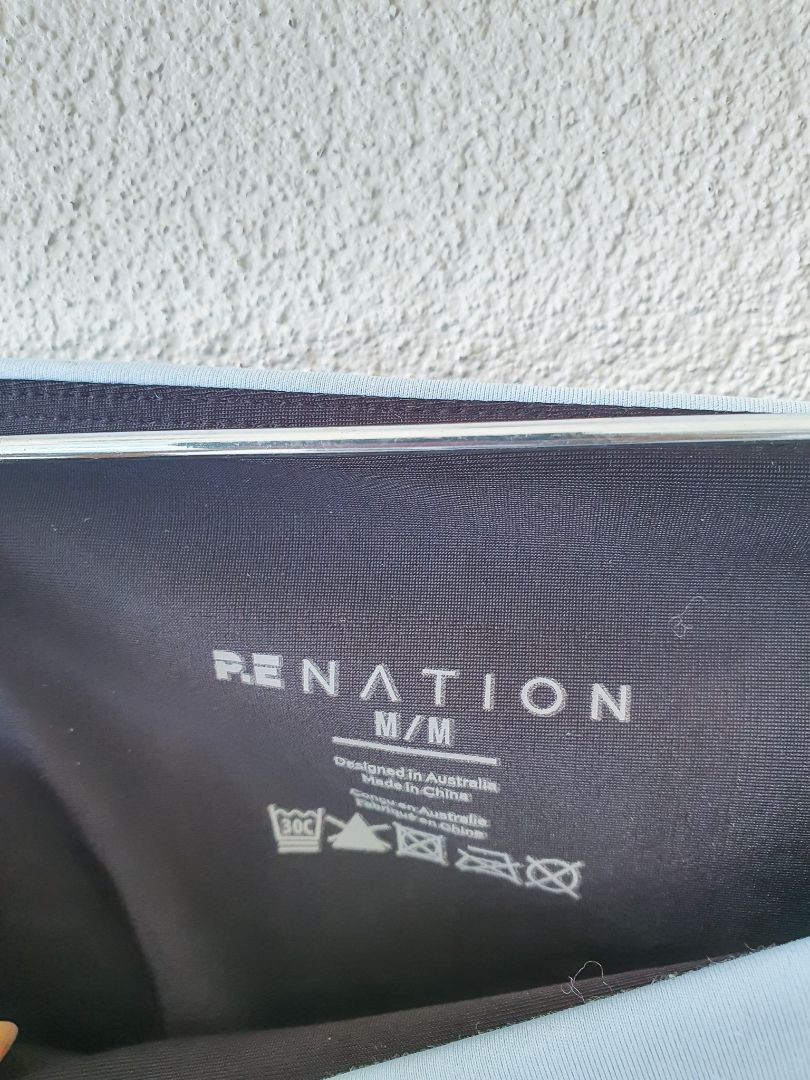 P.E NATION
M/M
Designed in Australia
Made in China
Conçu en Australie
Fabriqué en Chine
30C